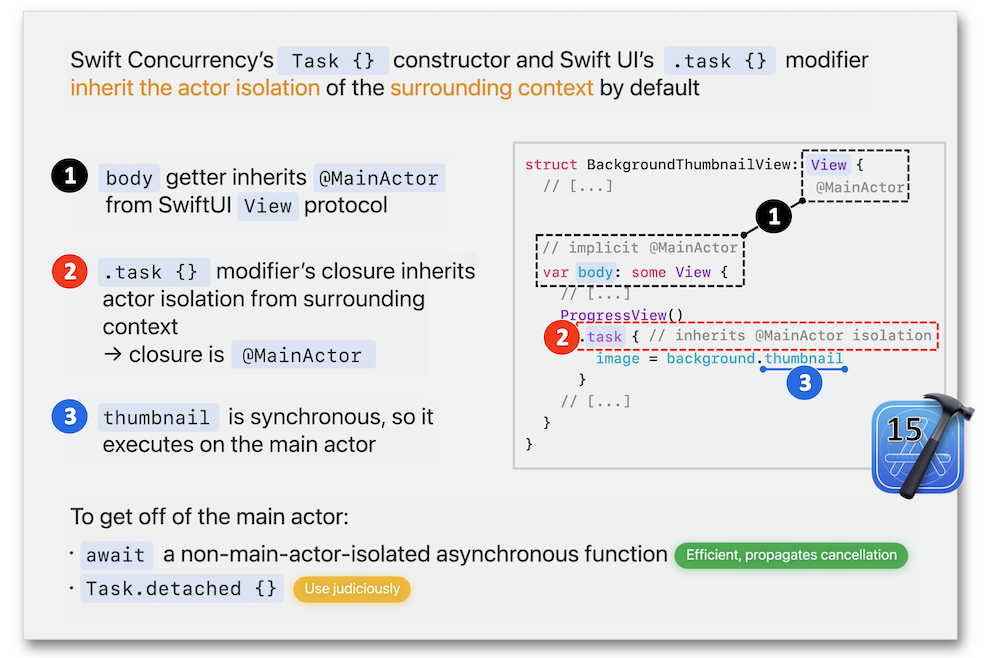 Swift Concurrency's Task {} constructor and Swift UI's .task {} modifier
inherit the actor isolation of the surrounding context by default
1 body getter inherits @MainActor
from SwiftUI View protocol
2 .task {} modifier's closure inherits
actor isolation from surrounding
context
→ closure is @MainActor
3 thumbnail is synchronous, so it
executes on the main actor
struct BackgroundThumbnailView: View {
// [...] @MainActor
1
// implicit @MainActor
var body: some View {
// [...]
ProgressView()
2 .task { // inherits @MainActor isolation
image = background.thumbnail
} 3
// [...]
}
}
15
To get off of the main actor:
· await a non-main-actor-isolated asynchronous function Efficient, propagates cancellation
· Task.detached {} Use judiciously